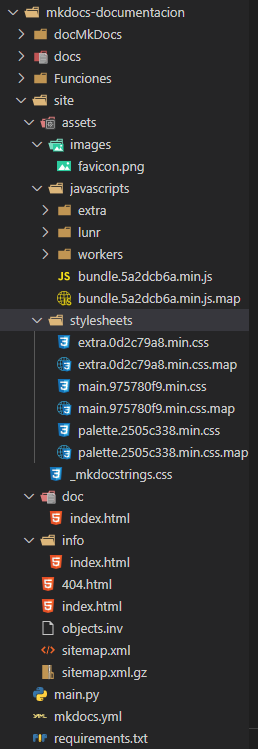 mkdocs-documentacion
docMkDocs
docs
Funciones
site
assets
images
favicon.png
javascripts
extra
lunr
workers
JS bundle.5a2dcb6a.min.js
bundle.5a2dcb6a.min.js.map
stylesheets
extra.0d2c79a8.min.css
extra.0d2c79a8.min.css.map
main.975780f9.min.css
main.975780f9.min.css.map
palette.2505c338.min.css
palette.2505c338.min.css.map
_mkdocstrings.css
doc
index.html
info
index.html
404.html
index.html
objects.inv
sitemap.xml
sitemap.xml.gz
main.py
YAML mkdocs.yml
requirements.txt